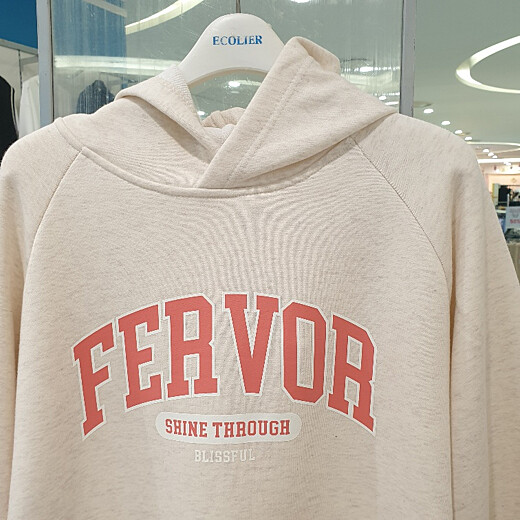 ECOLIER
FERVOR
SHINE THROUGH
BLISSFUL